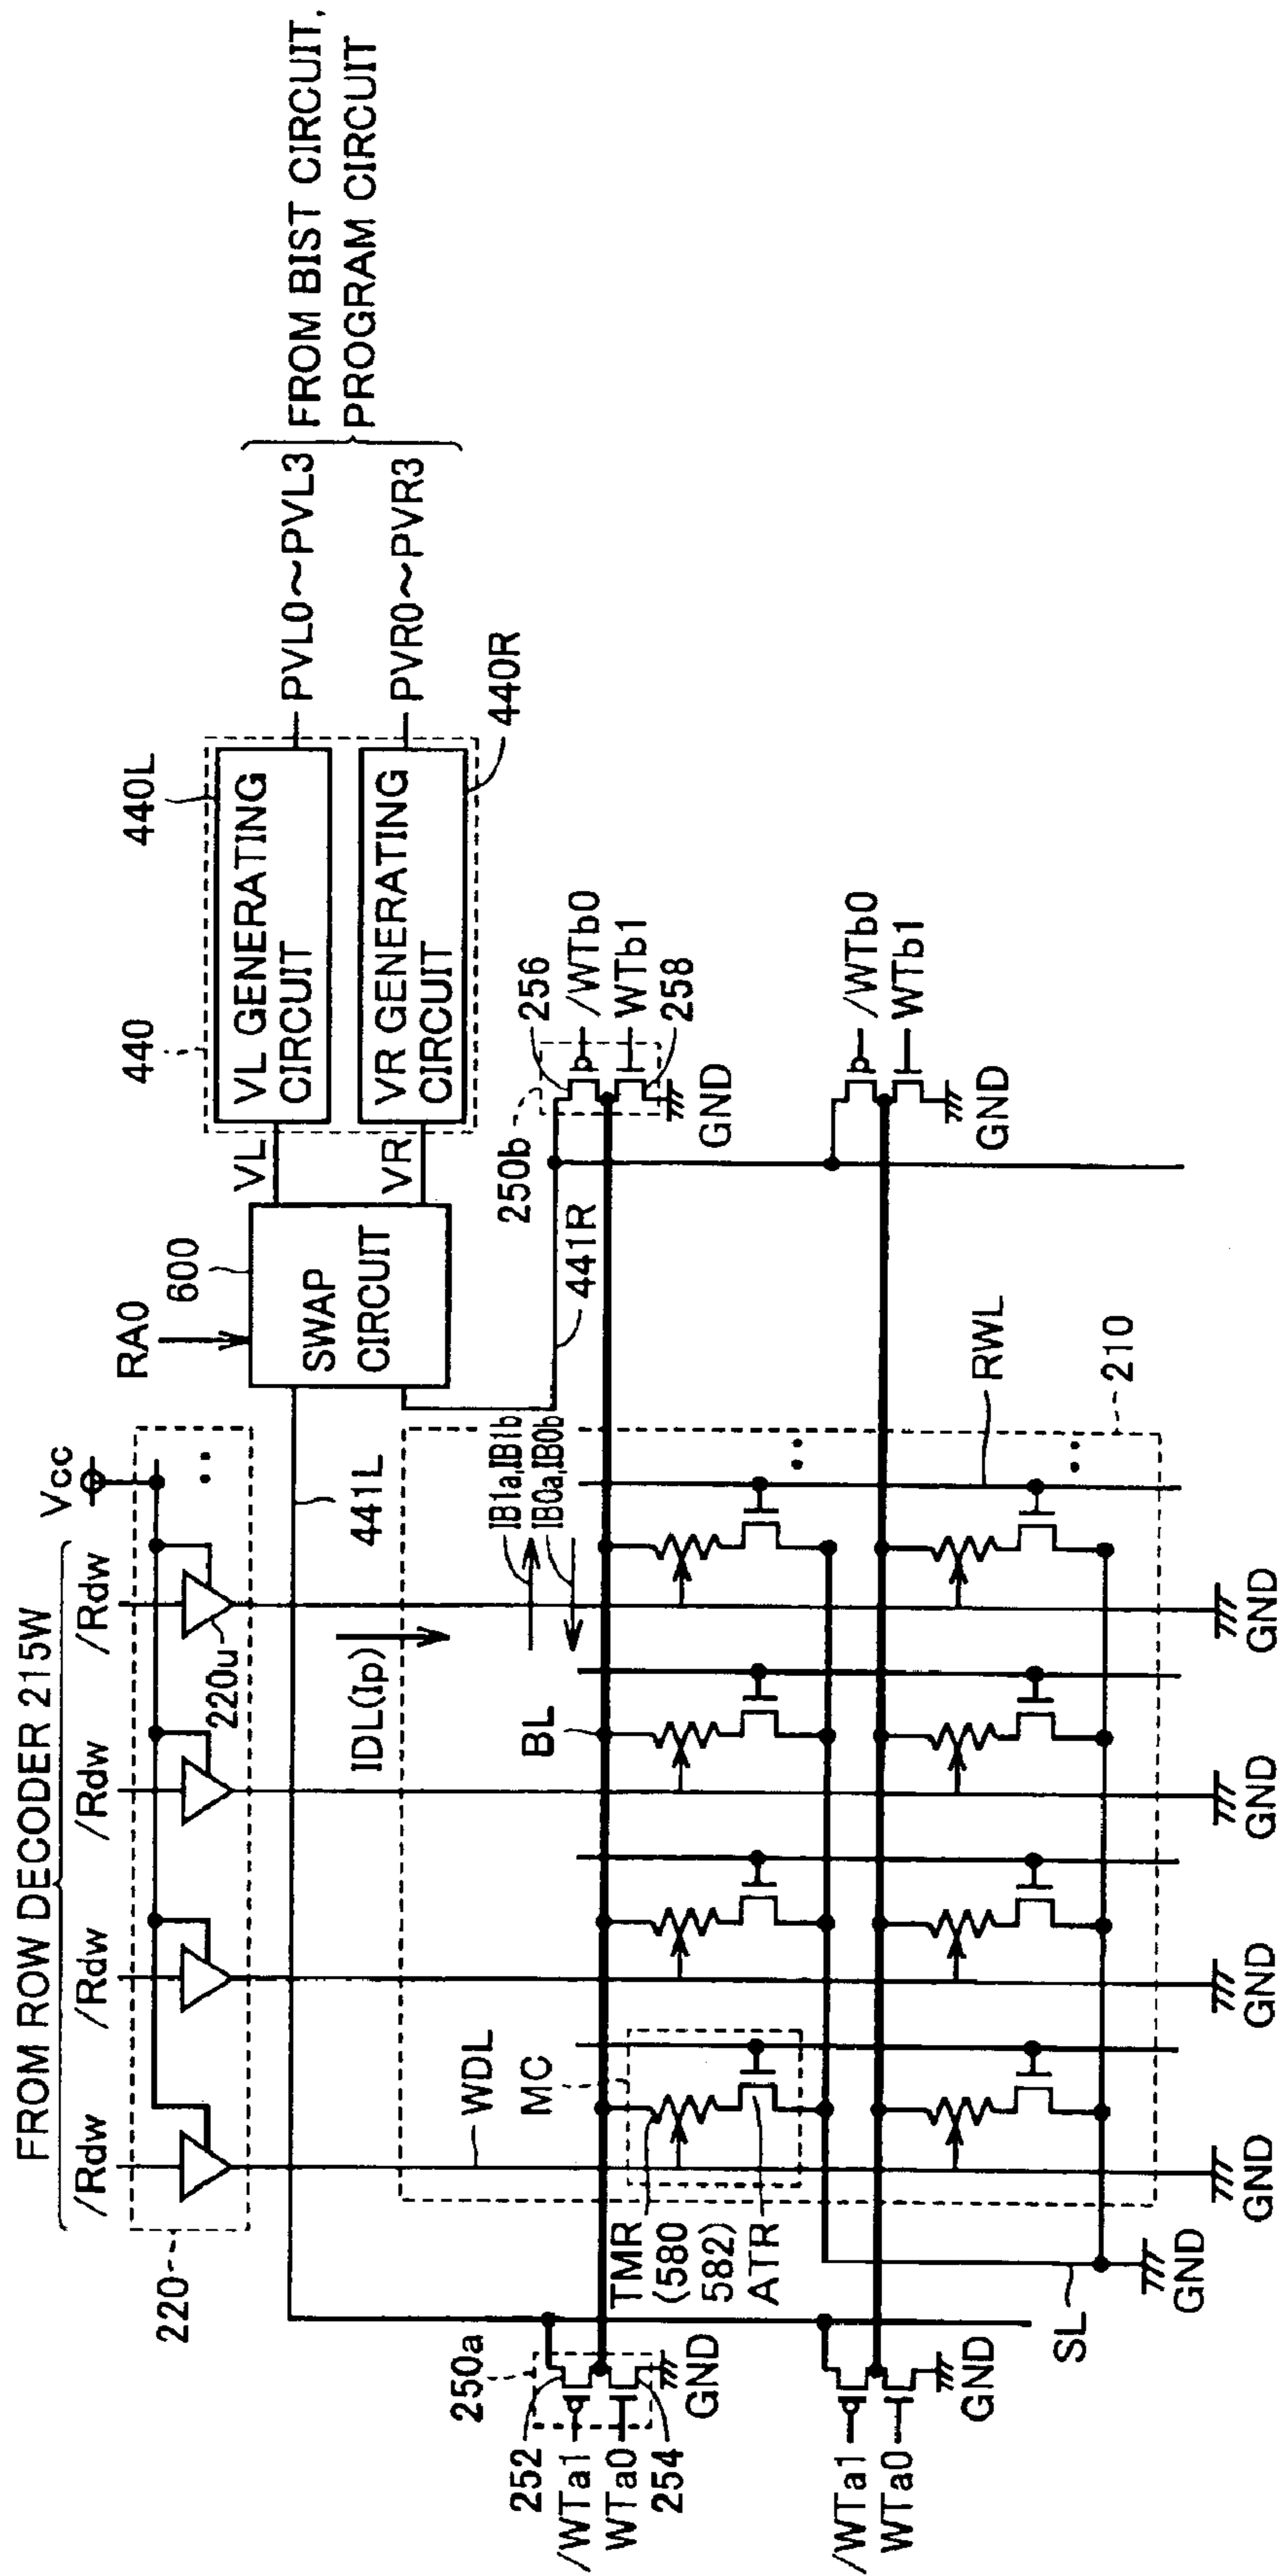 FROM ROW DECODER 215W
/Rdw
/Rdw
/Rdw
/Rdw
Vcc
220
220u
RA0
600
SWAP
CIRCUIT
VL
VR
440
440L
VL GENERATING
CIRCUIT
VR GENERATING
CIRCUIT
440R
PVL0~PVL3
PVR0~PVR3
FROM BIST CIRCUIT,
PROGRAM CIRCUIT
441L
441R
IDL(Ip)
IB1a,IB1b
IB0a,IB0b
250a
252
/WTa1
WTa0
254
GND
WDL
MC
BL
250b
256
/WTb0
WTb1
258
GND
TMR
(580
582)
ATR
RWL
210
/WTa1
WTa0
GND
/WTb0
WTb1
GND
SL
GND
GND
GND
GND
GND